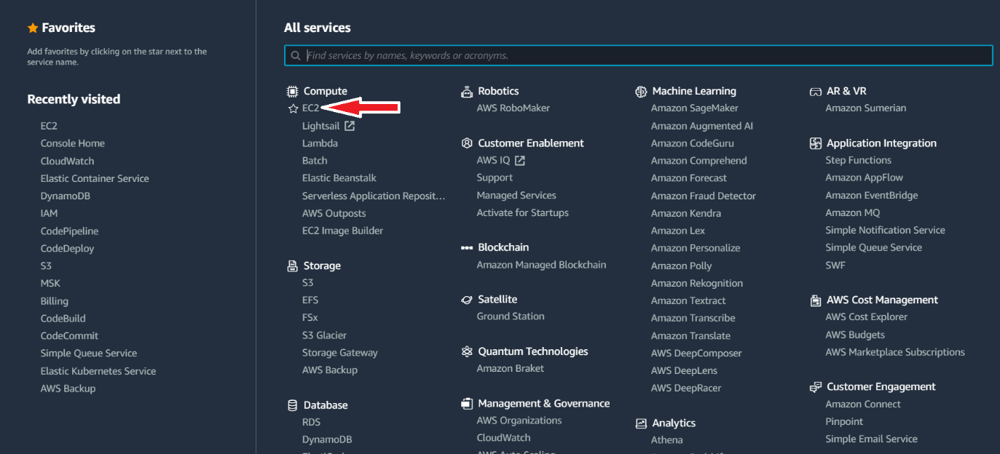 Favorites
Add favorites by clicking on the star next to the
service name.
Recently visited
EC2
Console Home
CloudWatch
Elastic Container Service
DynamoDB
IAM
CodePipeline
CodeDeploy
S3
MSK
Billing
CodeBuild
CodeCommit
Simple Queue Service
Elastic Kubernetes Service
AWS Backup
All services
Find services by names, keywords or acronyms.
Compute
EC2
Lightsail
Lambda
Batch
Elastic Beanstalk
Serverless Application Reposit...
AWS Outposts
EC2 Image Builder
Storage
S3
EFS
FSx
S3 Glacier
Storage Gateway
AWS Backup
Database
RDS
DynamoDB
Robotics
AWS RoboMaker
Customer Enablement
AWS IQ
Support
Managed Services
Activate for Startups
Blockchain
Amazon Managed Blockchain
Satellite
Ground Station
Quantum Technologies
Amazon Braket
Management & Governance
AWS Organizations
CloudWatch
AWS Auto Scaling
Machine Learning
Amazon SageMaker
Amazon Augmented AI
Amazon CodeGuru
Amazon Comprehend
Amazon Forecast
Amazon Fraud Detector
Amazon Kendra
Amazon Lex
Amazon Personalize
Amazon Polly
Amazon Rekognition
Amazon Textract
Amazon Transcribe
Amazon Translate
AWS DeepComposer
AWS DeepLens
AWS DeepRacer
Analytics
Athena
AR & VR
Amazon Sumerian
Application Integration
Step Functions
Amazon AppFlow
Amazon EventBridge
Amazon MQ
Simple Notification Service
Simple Queue Service
SWF
AWS Cost Management
AWS Cost Explorer
AWS Budgets
AWS Marketplace Subscriptions
Customer Engagement
Amazon Connect
Pinpoint
Simple Email Service